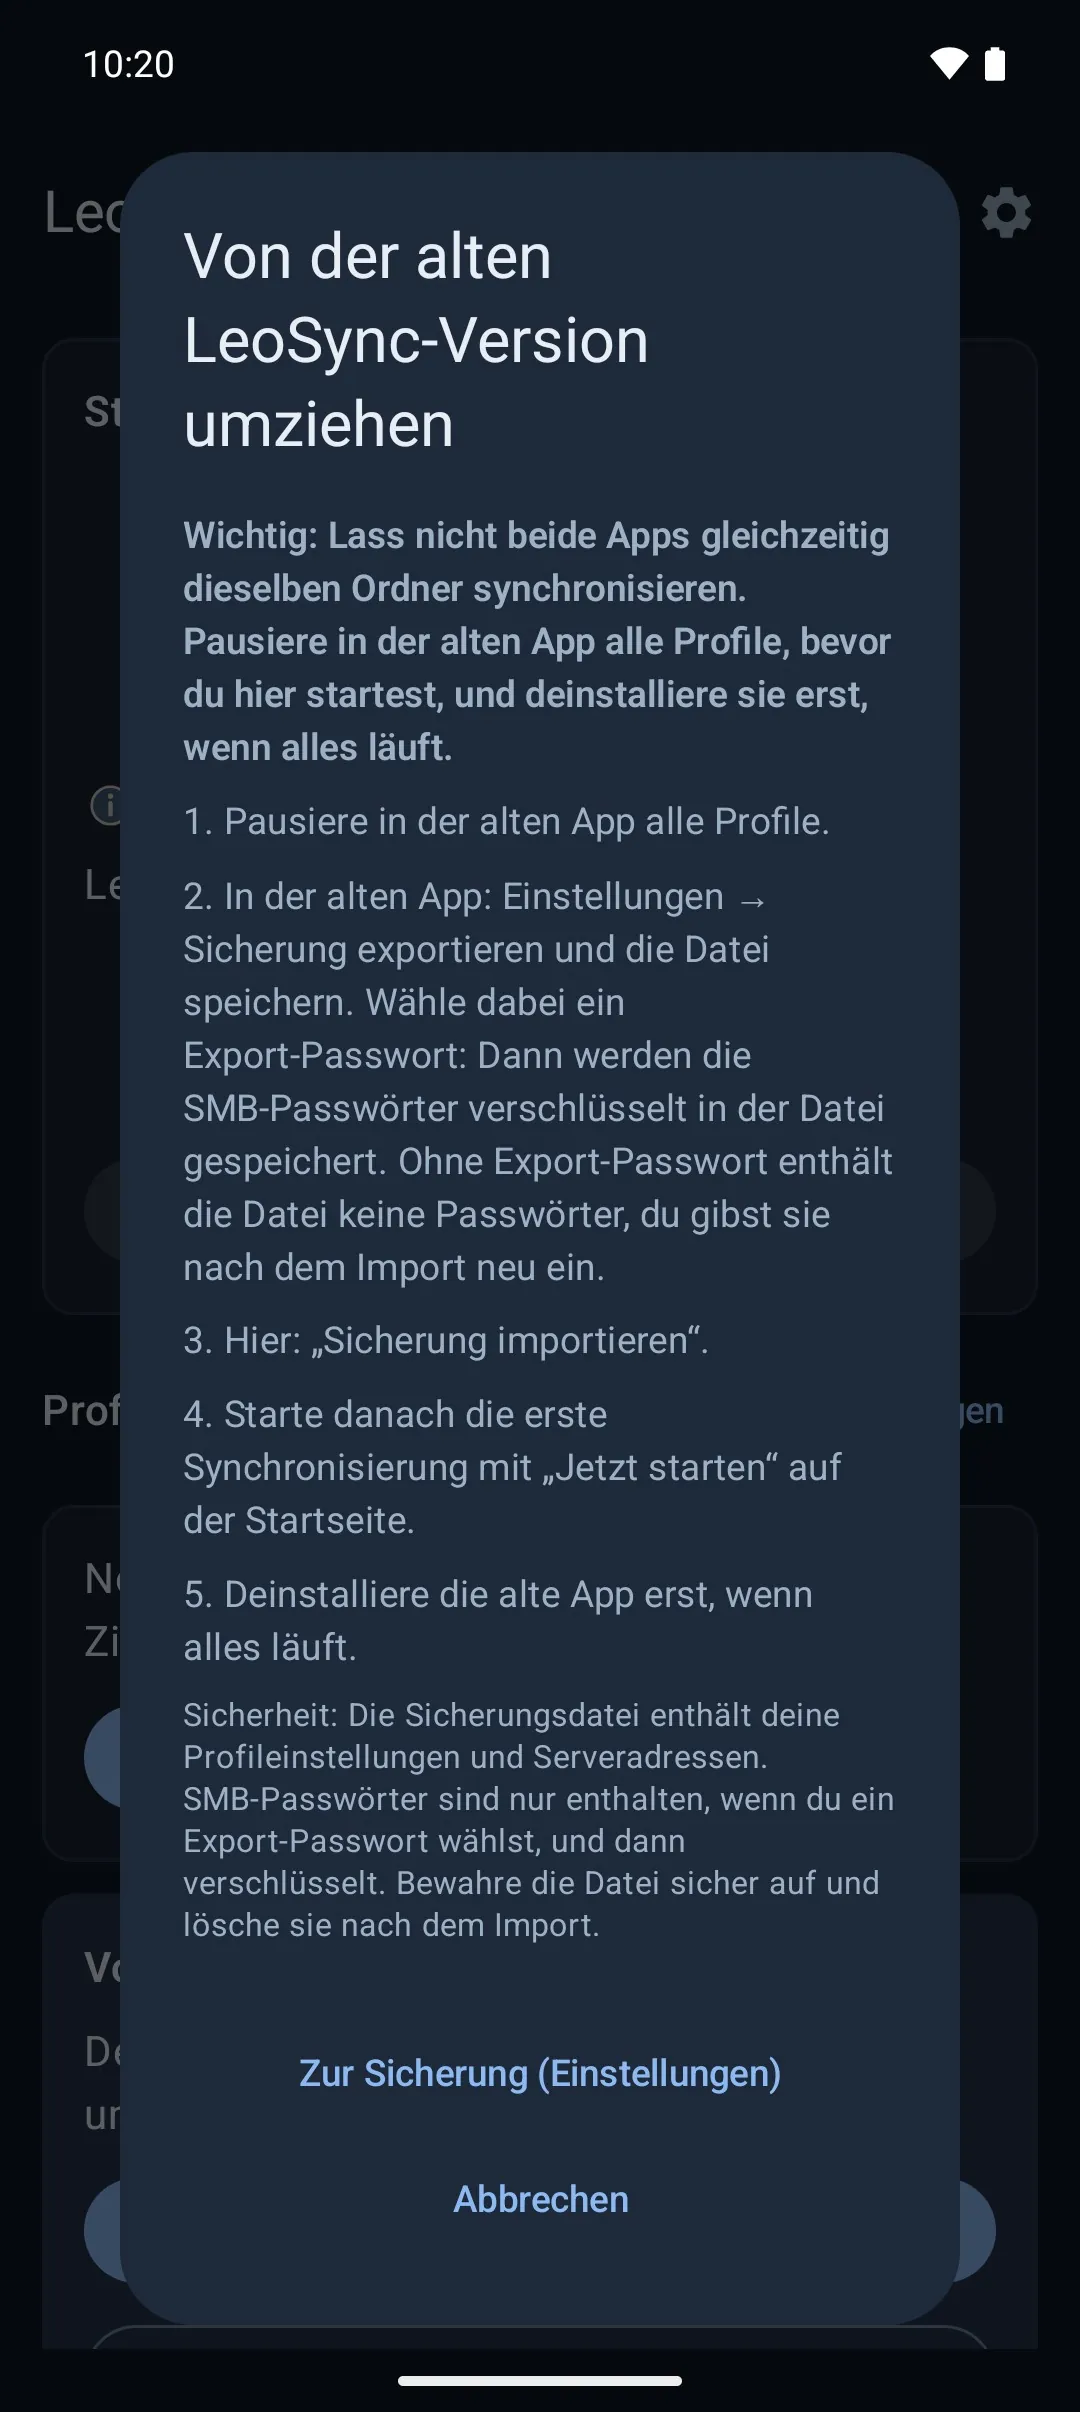 10:20
Von der alten
LeoSync-Version
umziehen
Wichtig: Lass nicht beide Apps gleichzeitig
dieselben Ordner synchronisieren.
Pausiere in der alten App alle Profile, bevor
du hier startest, und deinstalliere sie erst,
wenn alles läuft.
1. Pausiere in der alten App alle Profile.
2. In der alten App: Einstellungen →
Sicherung exportieren und die Datei
speichern. Wähle dabei ein
Export-Passwort: Dann werden die
SMB-Passwörter verschlüsselt in der Datei
gespeichert. Ohne Export-Passwort enthält
die Datei keine Passwörter, du gibst sie
nach dem Import neu ein.
3. Hier: „Sicherung importieren“.
4. Starte danach die erste
Synchronisierung mit „Jetzt starten“ auf
der Startseite.
5. Deinstalliere die alte App erst, wenn
alles läuft.
Sicherheit: Die Sicherungsdatei enthält deine
Profileinstellungen und Serveradressen.
SMB-Passwörter sind nur enthalten, wenn du ein
Export-Passwort wählst, und dann
verschlüsselt. Bewahre die Datei sicher auf und
lösche sie nach dem Import.
Zur Sicherung (Einstellungen)
Abbrechen